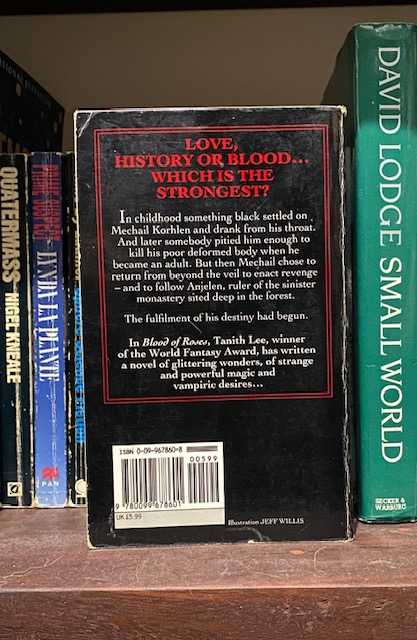 LOVE,
HISTORY OR BLOOD...
WHICH IS THE
STRONGEST?
In childhood something black settled on
Mechail Korhlen and drank from his throat.
And later somebody pitied him enough to
kill his poor deformed body when he
became an adult. But then Mechail chose to
return from beyond the veil to enact revenge
– and to follow Anjelen, ruler of the sinister
monastery sited deep in the forest.
The fulfilment of his destiny had begun.
In Blood of Roses, Tanith Lee, winner
of the World Fantasy Award, has written
a novel of glittering wonders, of strange
and powerful magic and
vampiric desires...
ISBN 0-09-967860-8
00599
9 780099 678601
UK £5.99
Illustration JEFF WILLIS
QUATERMASS NIGEL KNEALE
LYNDA LA PLANTE
PAN
DAVID LODGE SMALL WORLD
SECKER &
WARBURG